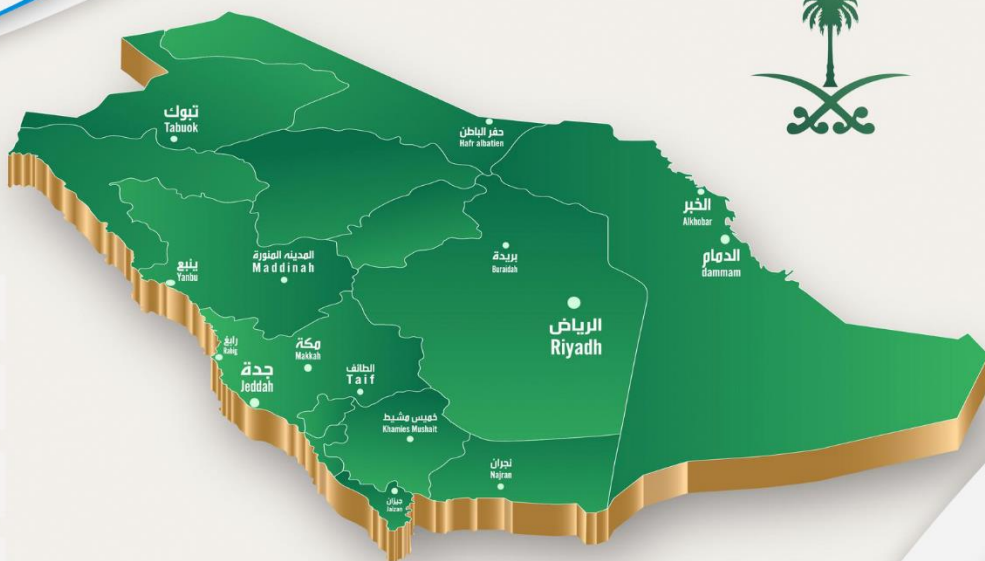 تبوك
Tabuok
حفر الباطن
Hafr albatien
الخبر
Alkhobar
الدمام
dammam
بريدة
Buraidah
المدينه المنورة
Maddinah
ينبع
Yanbu
الرياض
Riyadh
رابغ
Rabig
مكة
Makkah
جدة
Jeddah
الطائف
Taif
خميس مشيط
Khamies Mushait
نجران
Najran
جيزان
Jaizan